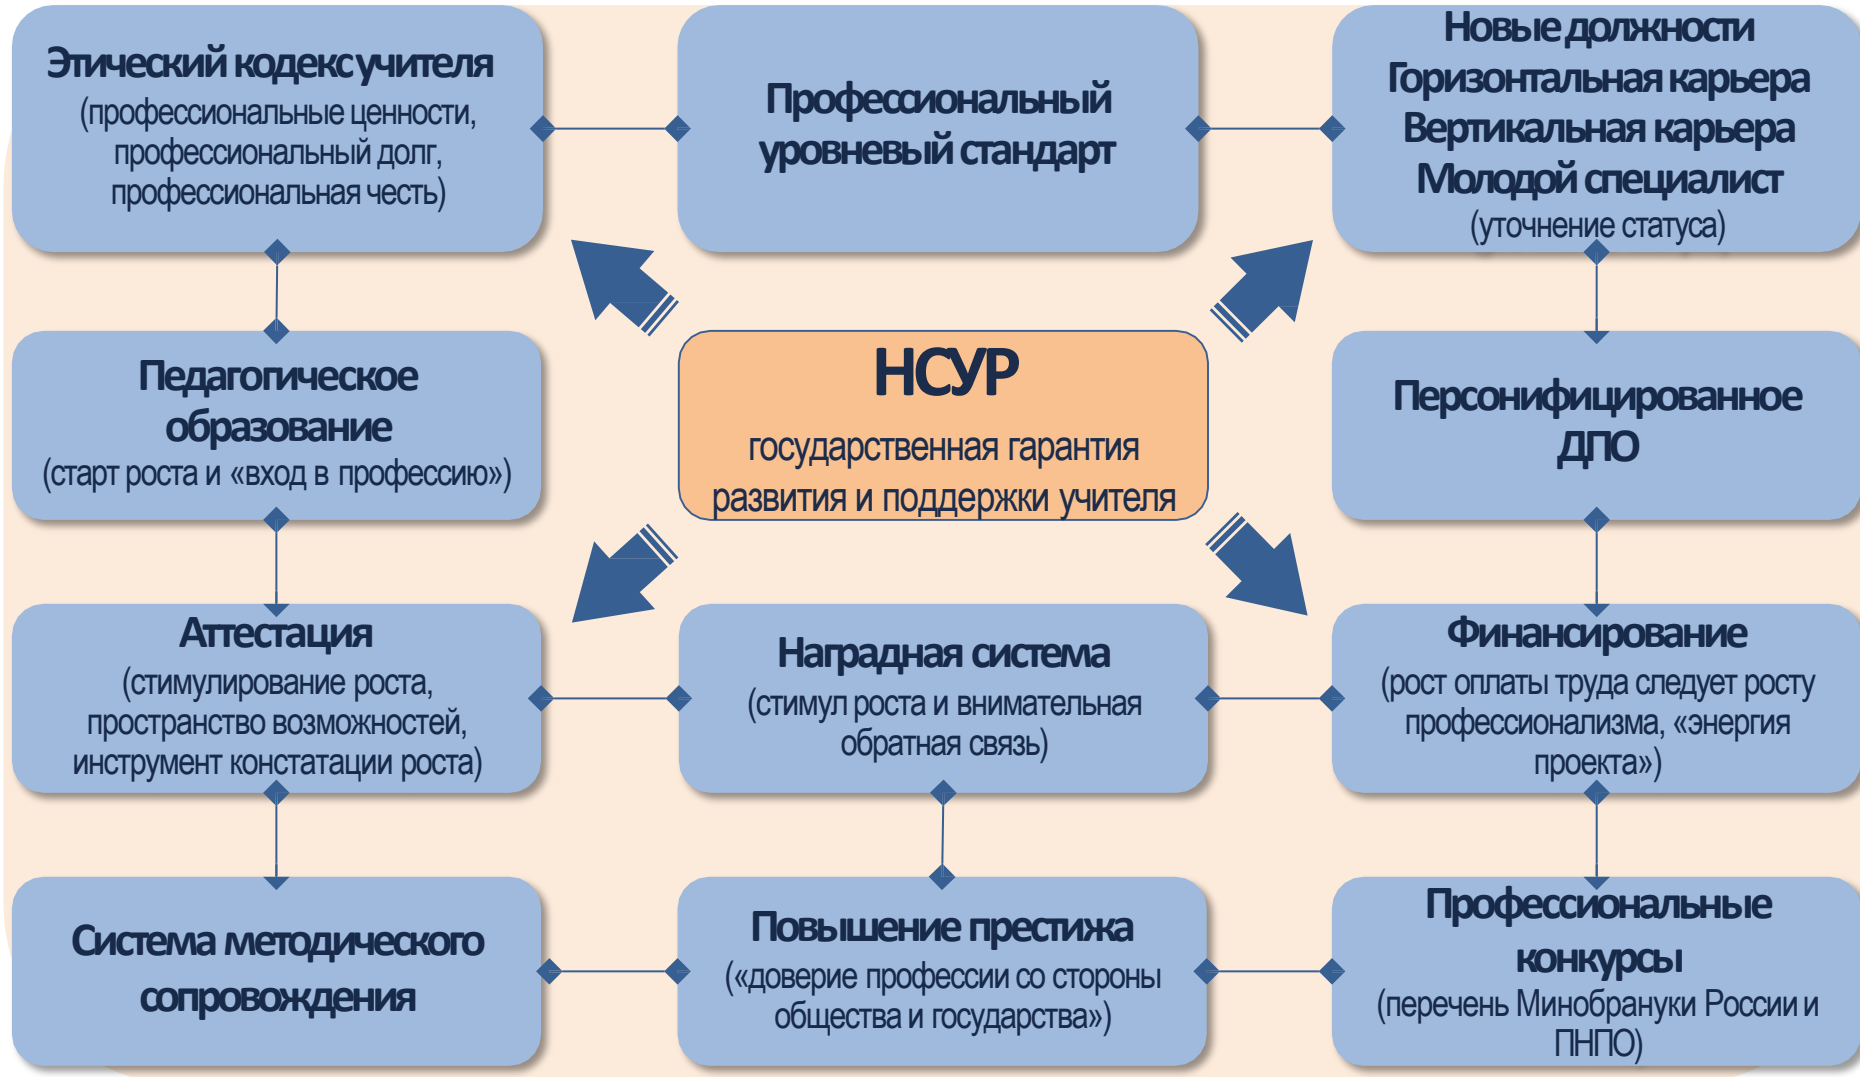 Этический кодекс учителя
(профессиональные ценности,
профессиональный долг,
профессиональная честь)
Профессиональный
уровневый стандарт
Новые должности
Горизонтальная карьера
Вертикальная карьера
Молодой специалист
(уточнение статуса)
Педагогическое
образование
(старт роста и «вход в профессию»)
НСУР
государственная гарантия
развития и поддержки учителя
Персонифицированное
ДПО
Аттестация
(стимулирование роста,
пространство возможностей,
инструмент констатации роста)
Наградная система
(стимул роста и внимательная
обратная связь)
Финансирование
(рост оплаты труда следует росту
профессионализма, «энергия
проекта»)
Система методического
сопровождения
Повышение престижа
(«доверие профессии со стороны
общества и государства»)
Профессиональные
конкурсы
(перечень Минобрануки России и
ПНПО)